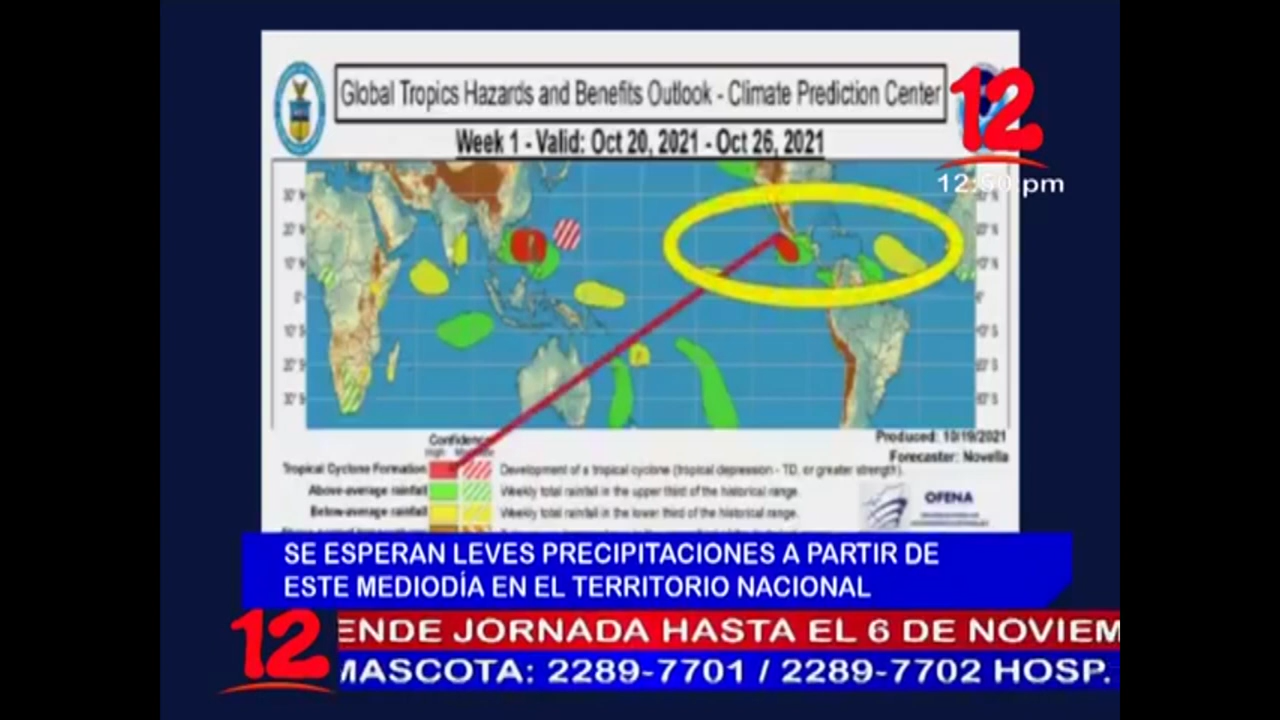 Global Tropics Hazards and Benefits Outlook - Climate Prediction Center
Week 1 - Valid: Oct 20, 2021 - Oct 26, 2021
12
pm
Produced: 10/19/2021
Forecaster: Novella
Confidence
High
Tropical Cyclone Formation
Development of a tropical cyclone (tropical depression - TD, or greater strength).
Above-average rainfall
Weekly total rainfall in the upper third of the historical range.
Below-average rainfall
Weekly total rainfall in the lower third of the historical range.
OFENA
SE ESPERAN LEVES PRECIPITACIONES A PARTIR DE
ESTE MEDIODÍA EN EL TERRITORIO NACIONAL
12
ENDE JORNADA HASTA EL 6 DE NOVIEM
MASCOTA: 2289-7701 / 2289-7702 HOSP.